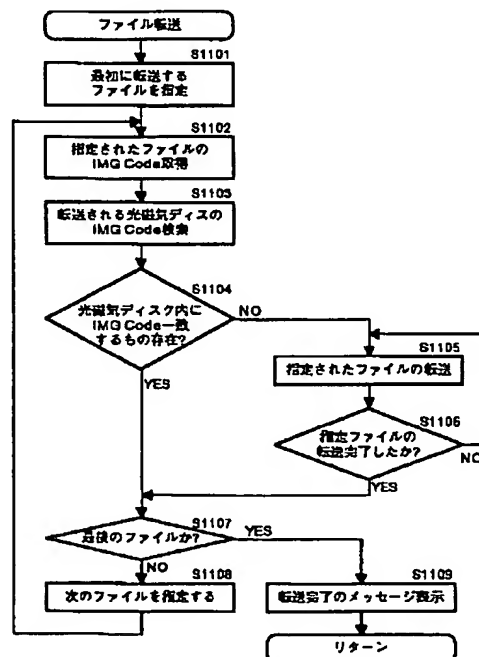 ファイル転送
S1101
最初に転送する
ファイルを指定
S1102
指定されたファイルの
IMG Code取得
S1103
転送される光磁気ディスの
IMG Code検索
S1104
光磁気ディスク内に
IMG Code一致
するもの存在?
NO
YES
S1105
指定されたファイルの転送
S1106
指定ファイルの
転送完了したか?
NO
YES
S1107
最後のファイルか?
YES
NO
S1108
次のファイルを指定する
S1109
転送完了のメッセージ表示
リターン